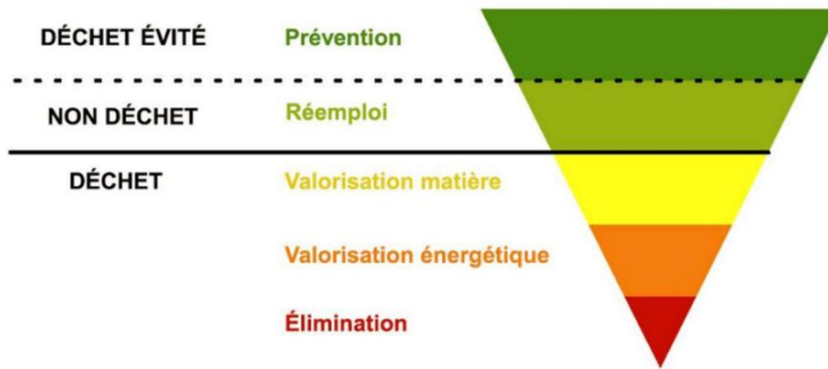 DÉCHET ÉVITÉ Prévention
NON DÉCHET Réemploi
DÉCHET Valorisation matière
Valorisation énergétique
Élimination